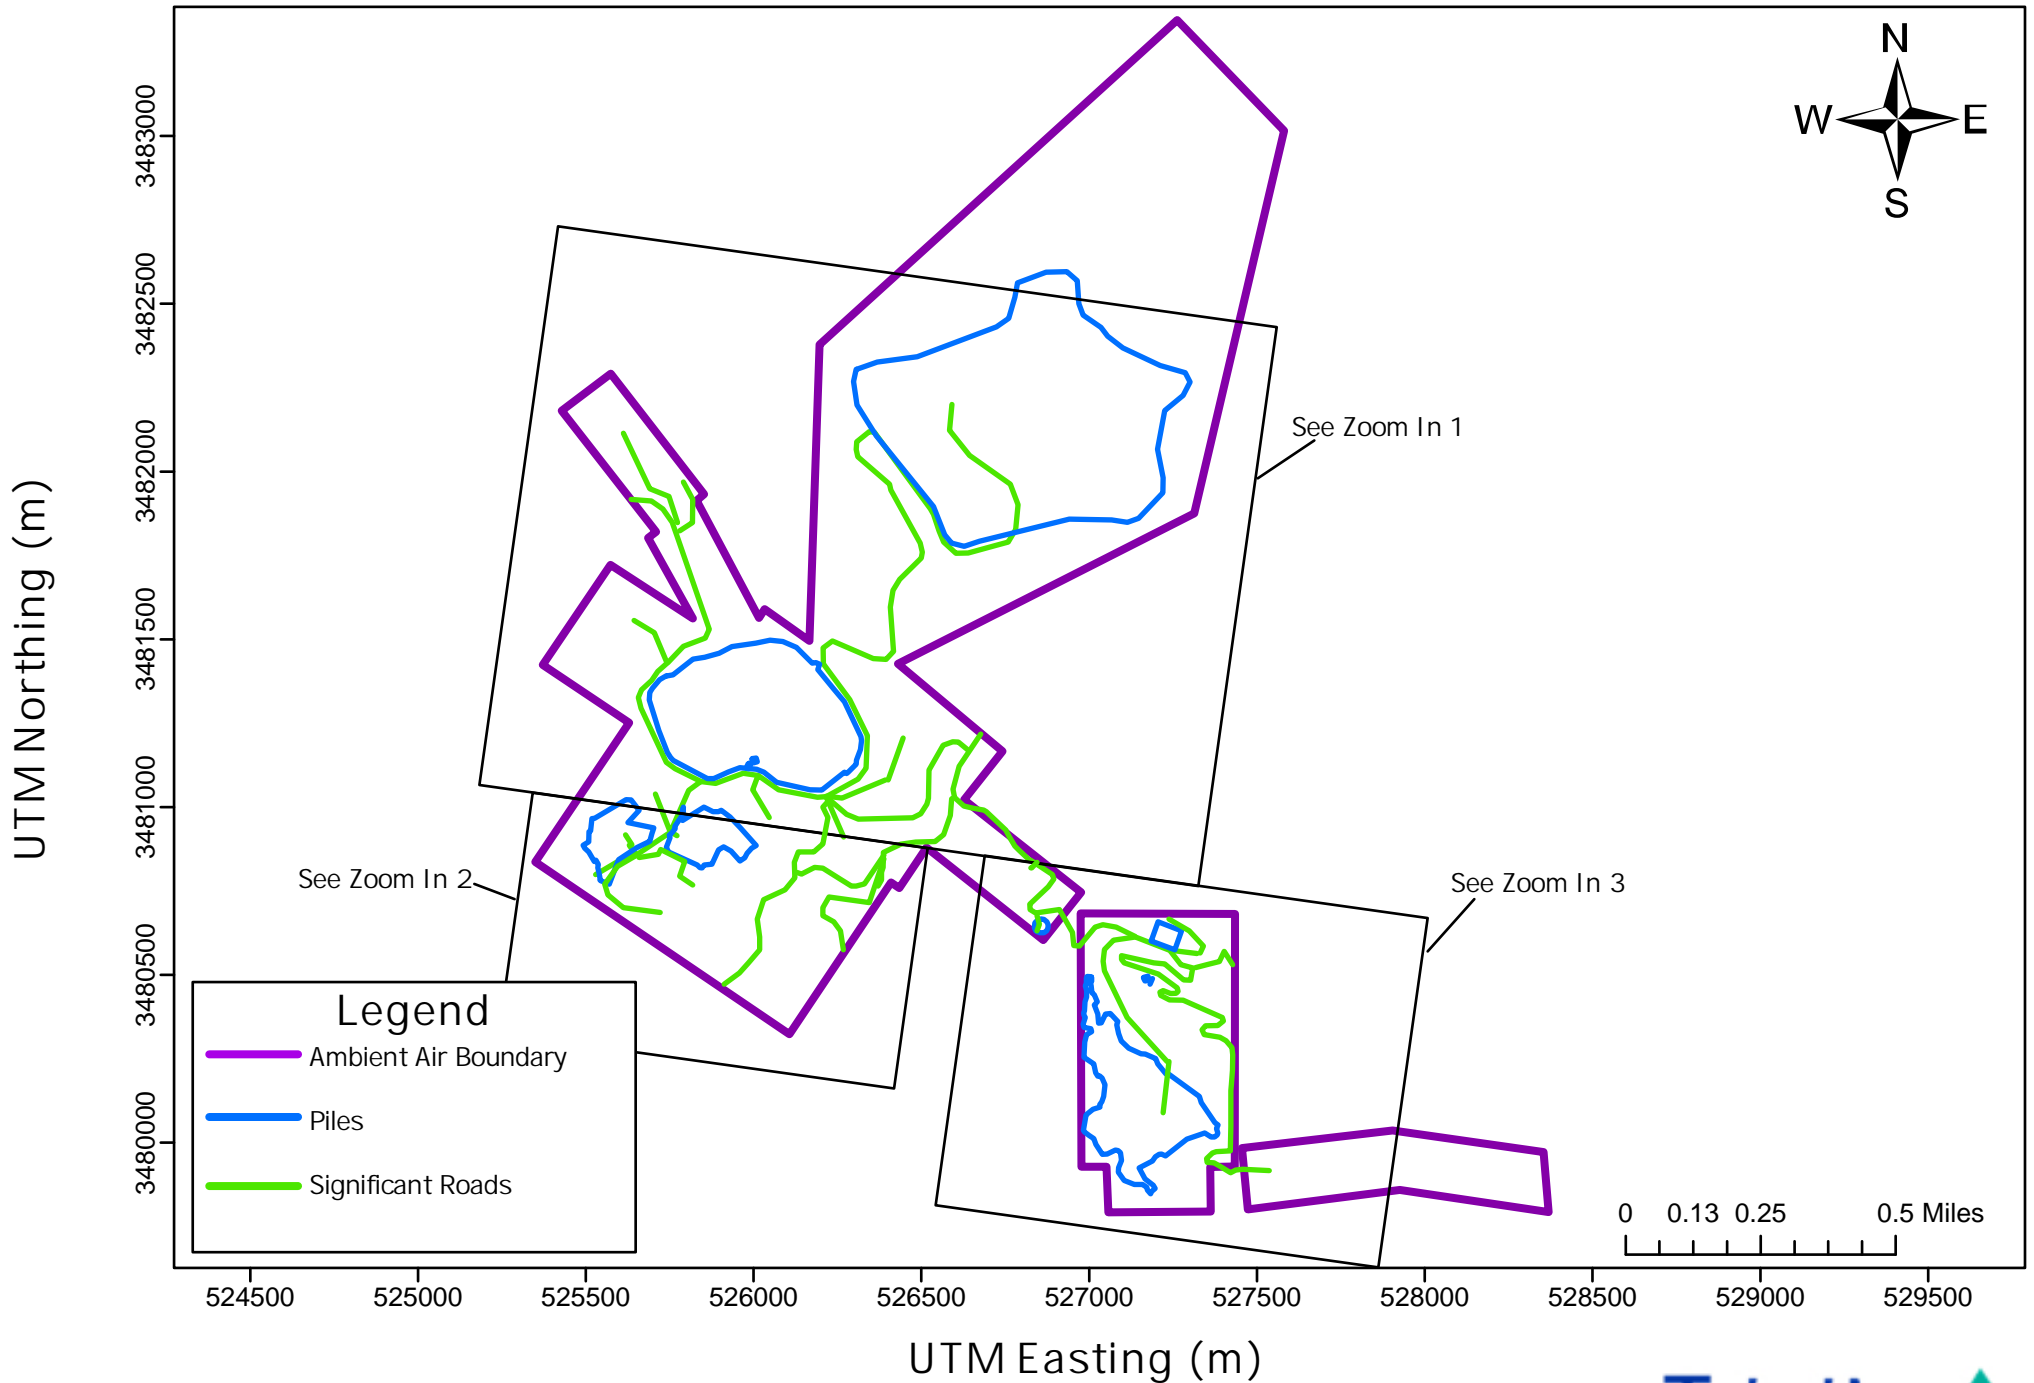 N
W E
S
See Zoom In 1
See Zoom In 2
See Zoom In 3
Legend
Ambient Air Boundary
Piles
Significant Roads
0 0.13 0.25 0.5 Miles
UTM Northing (m)
3483000
3482500
3482000
3481500
3481000
3480500
3480000
524500 525000 525500 526000 526500 527000 527500 528000 528500 529000 529500
UTM Easting (m)